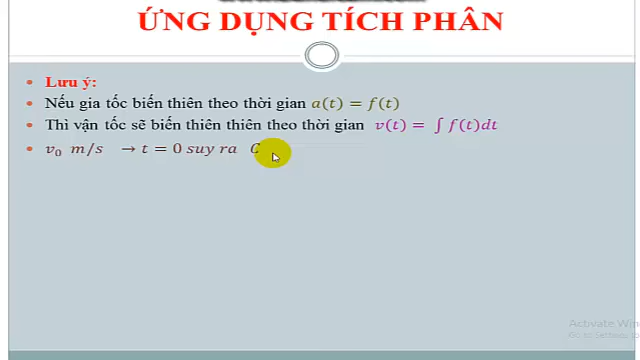 ỨNG DỤNG TÍCH PHÂN
Lưu ý:
Nếu gia tốc biến thiên theo thời gian a(t) = f(t)
Thì vận tốc sẽ biến thiên thiên theo thời gian v(t) = ∫ f(t)dt
v₀ m/s → t = 0 suy ra C
Activate Win